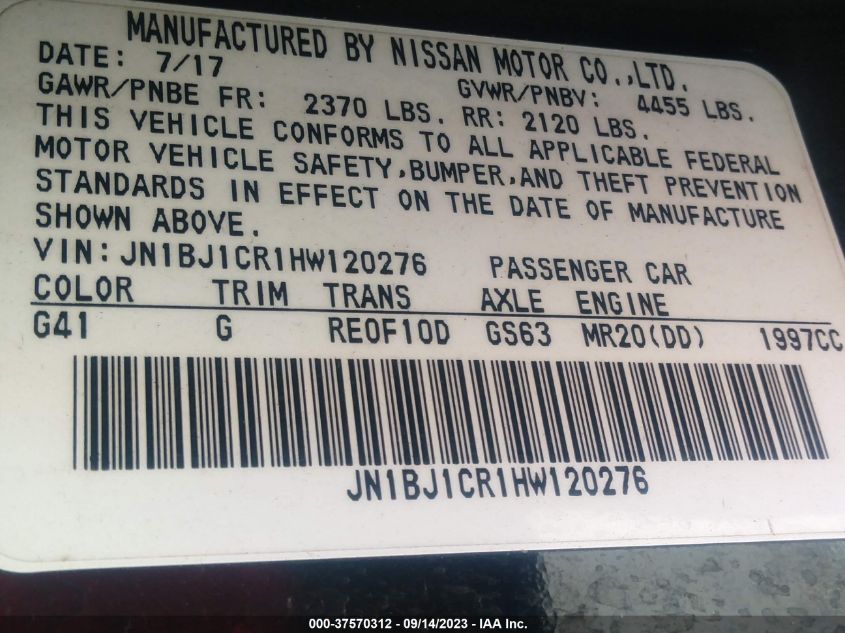 MANUFACTURED BY NISSAN MOTOR CO.,LTD.
DATE: 7/17 GVWR/PNBV: 4455 LBS.
GAWR/PNBE FR: 2370 LBS. RR: 2120 LBS.
THIS VEHICLE CONFORMS TO ALL APPLICABLE FEDERAL
MOTOR VEHICLE SAFETY,BUMPER,AND THEFT PREVENTION
STANDARDS IN EFFECT ON THE DATE OF MANUFACTURE
SHOWN ABOVE.
VIN: JN1BJ1CR1HW120276 PASSENGER CAR
COLOR TRIM TRANS AXLE ENGINE
G41 G RE0F10D GS63 MR20(DD) 1997CC
JN1BJ1CR1HW120276
000-37570312 - 09/14/2023 - IAA Inc.